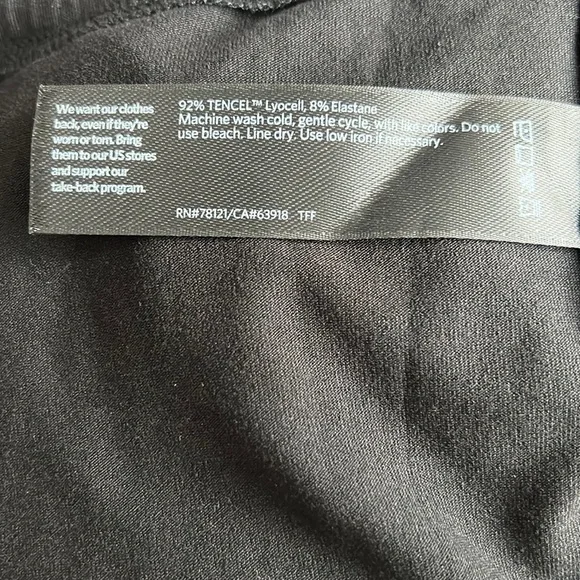 We want our clothes
back, even if they're
worn or torn. Bring
them to our US stores
and support our
take-back program.
92% TENCEL™ Lyocell, 8% Elastane
Machine wash cold, gentle cycle, with like colors. Do not
use bleach. Line dry. Use low iron if necessary.
RN#78121/CA#63918 TFF